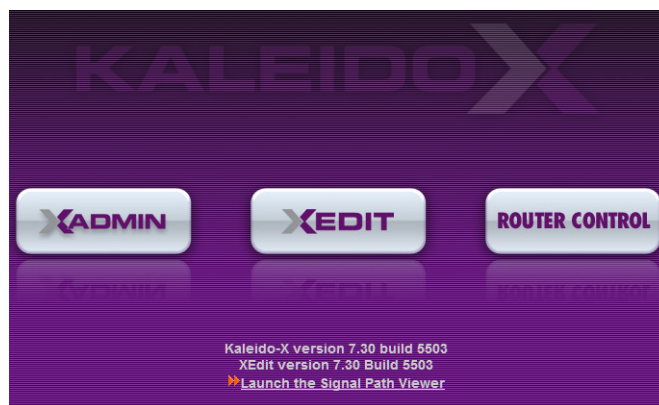 KALEIDOX
XADMIN
XEDIT
ROUTER CONTROL
Kaleido-X version 7.30 build 5503
XEdit version 7.30 Build 5503
Launch the Signal Path Viewer